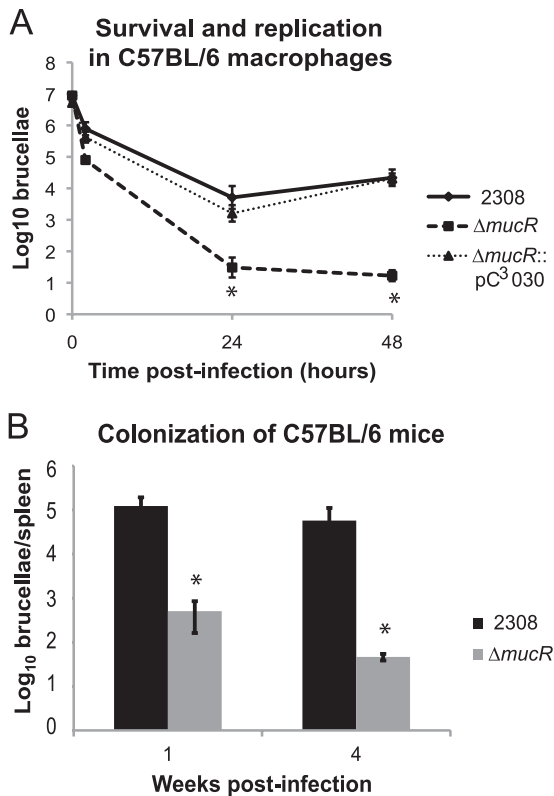 A
Survival and replication
in C57BL/6 macrophages
Log10 brucellae
8
7
6
5
4
3
2
1
0
*
*
0
24
48
Time post-infection (hours)
2308
ΔmucR
ΔmucR::
pC³030
B
Colonization of C57BL/6 mice
Log₁₀ brucellae/spleen
6
5
4
3
2
1
0
*
*
1
4
Weeks post-infection
2308
ΔmucR